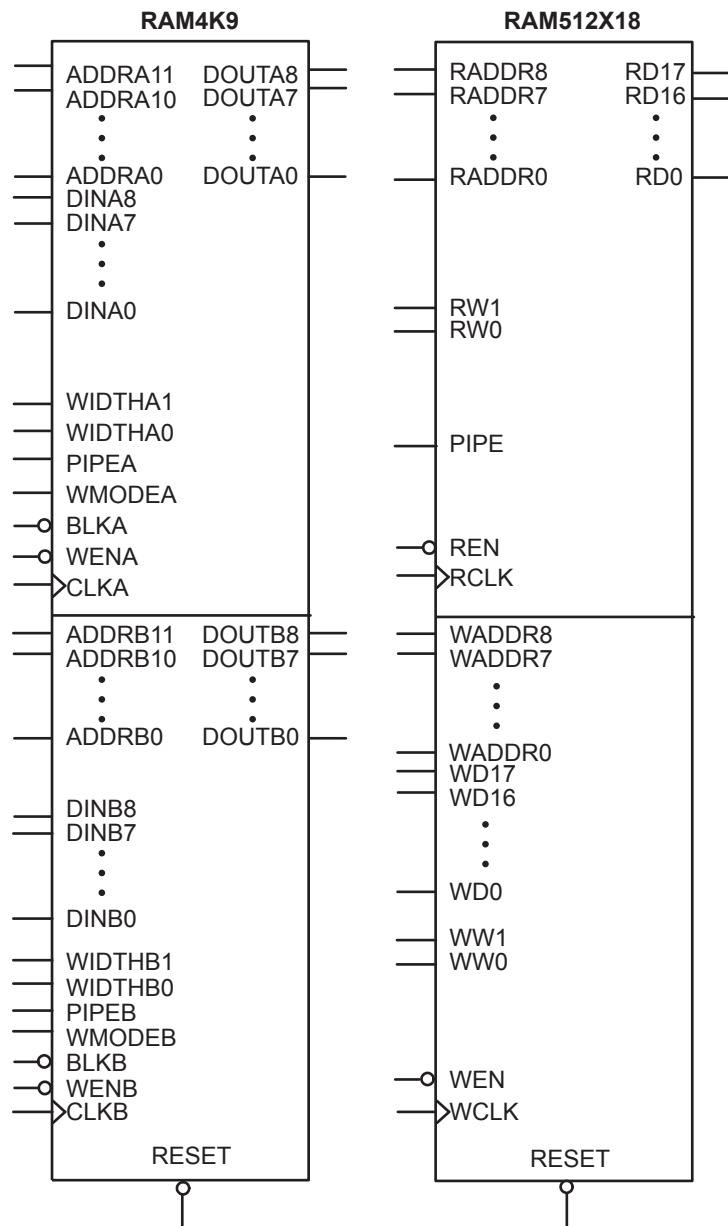 RAM4K9
ADDRA11 DOUTA8
ADDRA10 DOUTA7
ADDRA0 DOUTA0
DINA8
DINA7
DINA0
WIDTHA1
WIDTHA0
PIPEA
WMODEA
BLKA
WENA
CLKA
ADDRB11 DOUTB8
ADDRB10 DOUTB7
ADDRB0 DOUTB0
DINB8
DINB7
DINB0
WIDTHB1
WIDTHB0
PIPEB
WMODEB
BLKB
WENB
CLKB
RESET
RAM512X18
RADDR8 RD17
RADDR7 RD16
RADDR0 RD0
RW1
RW0
PIPE
REN
RCLK
WADDR8
WADDR7
WADDR0
WD17
WD16
WD0
WW1
WW0
WEN
WCLK
RESET